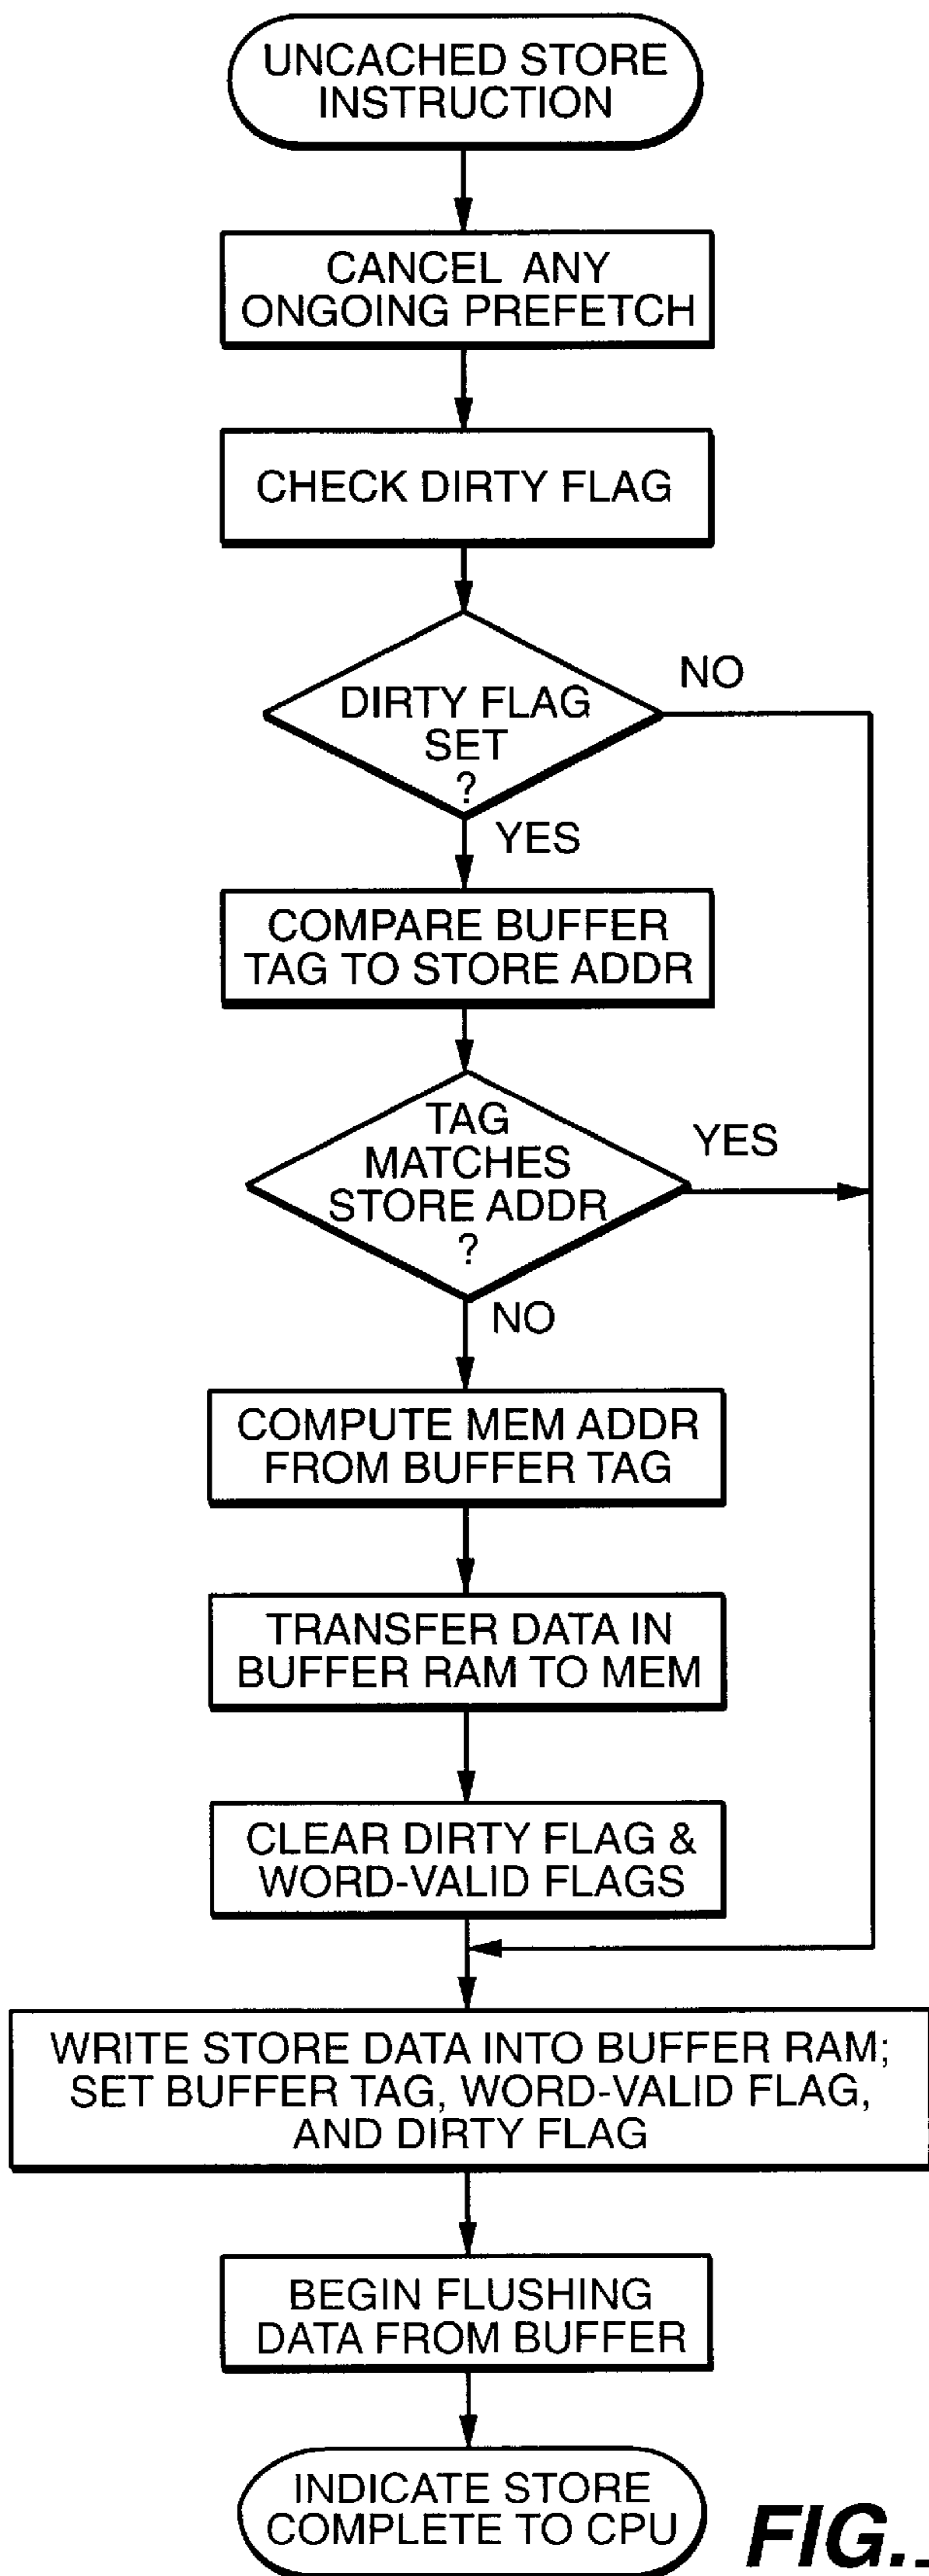 UNCACHED STORE
INSTRUCTION
CANCEL ANY
ONGOING PREFETCH
CHECK DIRTY FLAG
DIRTY FLAG
SET
?
NO
YES
COMPARE BUFFER
TAG TO STORE ADDR
TAG
MATCHES
STORE ADDR
?
YES
NO
COMPUTE MEM ADDR
FROM BUFFER TAG
TRANSFER DATA IN
BUFFER RAM TO MEM
CLEAR DIRTY FLAG &
WORD-VALID FLAGS
WRITE STORE DATA INTO BUFFER RAM;
SET BUFFER TAG, WORD-VALID FLAG,
AND DIRTY FLAG
BEGIN FLUSHING
DATA FROM BUFFER
INDICATE STORE
COMPLETE TO CPU
FIG._